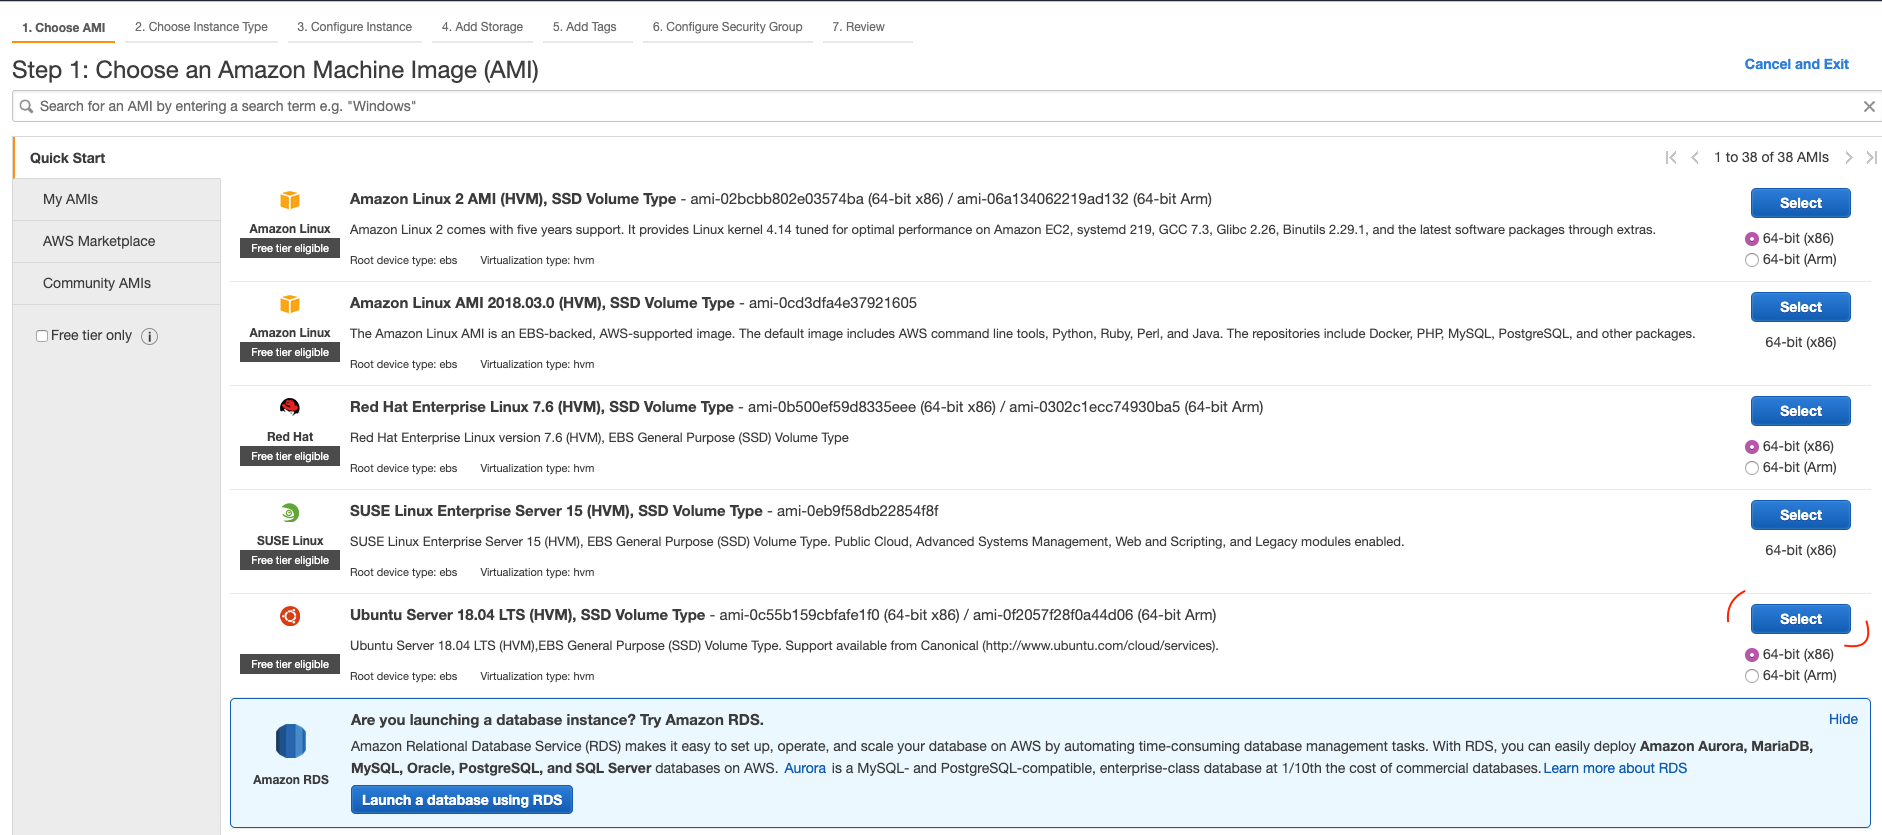 1. Choose AMI 2. Choose Instance Type 3. Configure Instance 4. Add Storage 5. Add Tags 6. Configure Security Group 7. Review
Step 1: Choose an Amazon Machine Image (AMI)
Cancel and Exit
Search for an AMI by entering a search term e.g. "Windows"
Quick Start
1 to 38 of 38 AMIs
My AMIs
AWS Marketplace
Community AMIs
Free tier only
Amazon Linux
Free tier eligible
Amazon Linux 2 AMI (HVM), SSD Volume Type - ami-02bcbb802e03574ba (64-bit x86) / ami-06a134062219ad132 (64-bit Arm)
Amazon Linux 2 comes with five years support. It provides Linux kernel 4.14 tuned for optimal performance on Amazon EC2, systemd 219, GCC 7.3, Glibc 2.26, Binutils 2.29.1, and the latest software packages through extras.
Root device type: ebs Virtualization type: hvm
Select
64-bit (x86)
64-bit (Arm)
Amazon Linux
Free tier eligible
Amazon Linux AMI 2018.03.0 (HVM), SSD Volume Type - ami-0cd3dfa4e37921605
The Amazon Linux AMI is an EBS-backed, AWS-supported image. The default image includes AWS command line tools, Python, Ruby, Perl, and Java. The repositories include Docker, PHP, MySQL, PostgreSQL, and other packages.
Root device type: ebs Virtualization type: hvm
Select
64-bit (x86)
Red Hat
Free tier eligible
Red Hat Enterprise Linux 7.6 (HVM), SSD Volume Type - ami-0b500ef59d8335eee (64-bit x86) / ami-0302c1ecc74930ba5 (64-bit Arm)
Red Hat Enterprise Linux version 7.6 (HVM), EBS General Purpose (SSD) Volume Type
Root device type: ebs Virtualization type: hvm
Select
64-bit (x86)
64-bit (Arm)
SUSE Linux
Free tier eligible
SUSE Linux Enterprise Server 15 (HVM), SSD Volume Type - ami-0eb9f58db22854f8f
SUSE Linux Enterprise Server 15 (HVM), EBS General Purpose (SSD) Volume Type. Public Cloud, Advanced Systems Management, Web and Scripting, and Legacy modules enabled.
Root device type: ebs Virtualization type: hvm
Select
64-bit (x86)
Free tier eligible
Ubuntu Server 18.04 LTS (HVM), SSD Volume Type - ami-0c55b159cbfafe1f0 (64-bit x86) / ami-0f2057f28f0a44d06 (64-bit Arm)
Ubuntu Server 18.04 LTS (HVM),EBS General Purpose (SSD) Volume Type. Support available from Canonical (http://www.ubuntu.com/cloud/services).
Root device type: ebs Virtualization type: hvm
Select
64-bit (x86)
64-bit (Arm)
Amazon RDS
Are you launching a database instance? Try Amazon RDS.
Hide
Amazon Relational Database Service (RDS) makes it easy to set up, operate, and scale your database on AWS by automating time-consuming database management tasks. With RDS, you can easily deploy Amazon Aurora, MariaDB,
MySQL, Oracle, PostgreSQL, and SQL Server databases on AWS. Aurora is a MySQL- and PostgreSQL-compatible, enterprise-class database at 1/10th the cost of commercial databases. Learn more about RDS
Launch a database using RDS